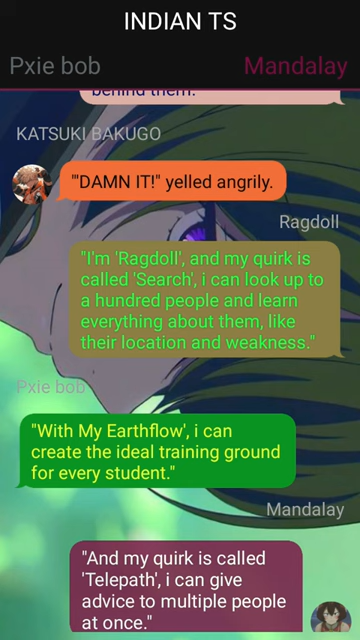 INDIAN TS
Pxie bob
Mandalay
behind them.
KATSUKI BAKUGO
"'DAMN IT!" yelled angrily.
Ragdoll
"I'm 'Ragdoll', and my quirk is
called 'Search', i can look up to
a hundred people and learn
everything about them, like
their location and weakness."
Pxie bob
"With My Earthflow', i can
create the ideal training ground
for every student."
Mandalay
"And my quirk is called
'Telepath', i can give
advice to multiple people
at once."